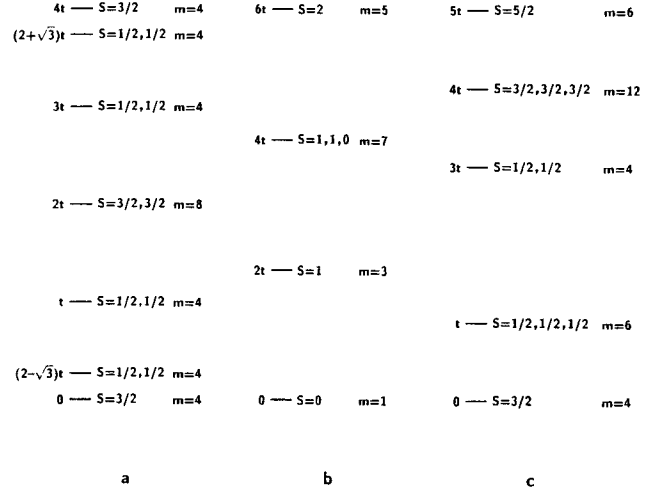 4t — S=3/2 m=4
(2+√3)t — S=1/2,1/2 m=4
3t — S=1/2,1/2 m=4
2t — S=3/2,3/2 m=8
t — S=1/2,1/2 m=4
(2-√3)t — S=1/2,1/2 m=4
0 — S=3/2 m=4
a
6t — S=2 m=5
4t — S=1,1,0 m=7
2t — S=1 m=3
0 — S=0 m=1
b
5t — S=5/2 m=6
4t — S=3/2,3/2,3/2 m=12
3t — S=1/2,1/2 m=4
t — S=1/2,1/2,1/2 m=6
0 — S=3/2 m=4
c